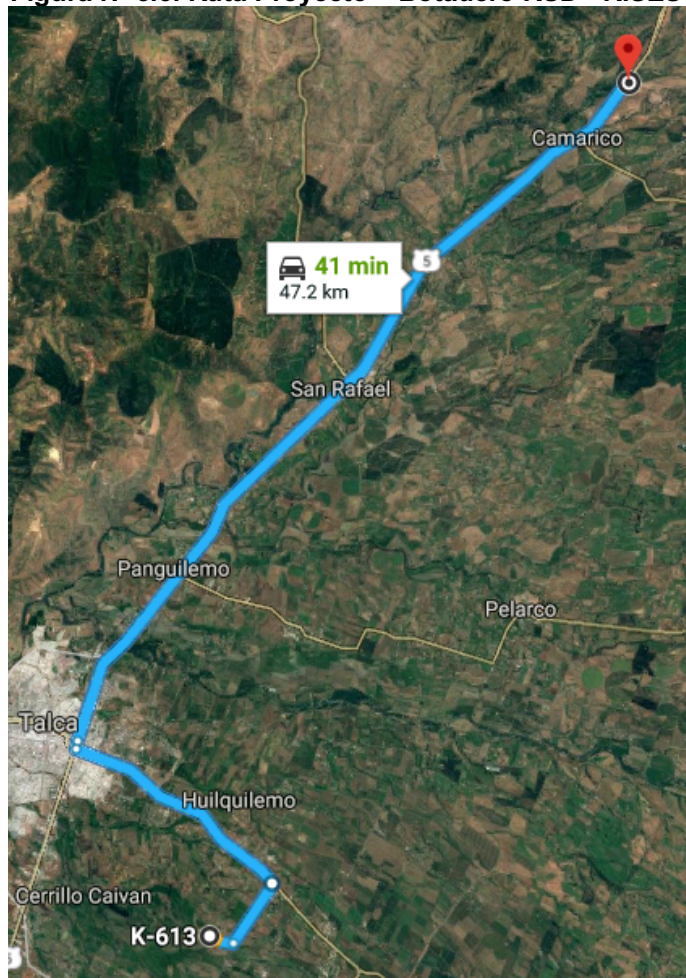 Camarico
5
41 min
47.2 km
San Rafael
Panguilemo
Pelarco
Talca
Huilquilemo
Cerrillo Caivan
K-613